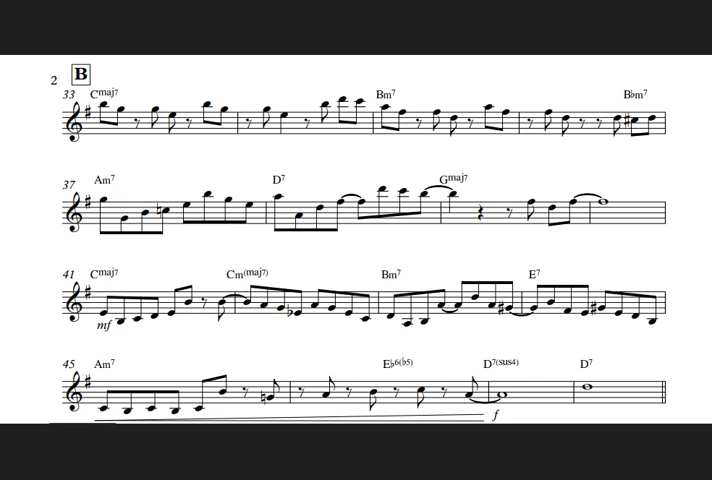 2 B
33 Cmaj7 Bm7 B♭m7
37 Am7 D7 Gmaj7
41 Cmaj7 Cm(maj7) Bm7 E7
mf
45 Am7 E♭6(♭5) D7(sus4) D7
f